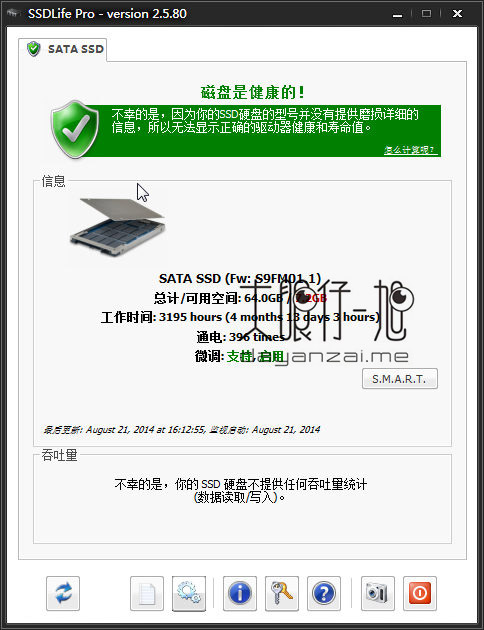 SSDLife Pro - version 2.5.80
SATA SSD
磁盘是健康的！
不幸的是，因为你的SSD硬盘的型号并没有提供磨损详细的
信息，所以无法显示正确的驱动器健康和寿命值。
怎么计算呢？
信息
SATA SSD (Fw: S9FM01.1)
总计/可用空间: 64.0GB / 2GB
工作时间: 3195 hours (4 months 13 days 3 hours)
通电: 396 times
微调: 支持, 启用
大眼仔~旭
dayanzai.me
S.M.A.R.T.
最后更新: August 21, 2014 at 16:12:55, 监视启动: August 21, 2014
吞吐量
不幸的是，你的 SSD 硬盘不提供任何吞吐量统计
(数据读取/写入)。